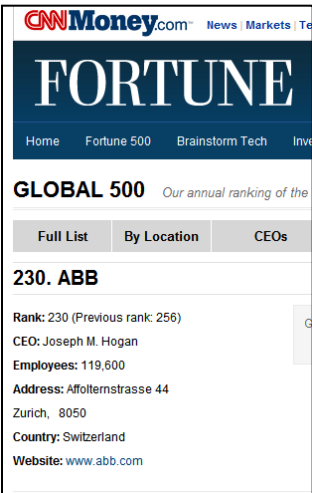 CNNMoney.com News | Markets | Te
FORTUNE
Home Fortune 500 Brainstorm Tech Inve
GLOBAL 500 Our annual ranking of the
Full List By Location CEOs
230. ABB
Rank: 230 (Previous rank: 256)
G
CEO: Joseph M. Hogan
Employees: 119,600
Address: Affolternstrasse 44
Zurich, 8050
Country: Switzerland
Website: www.abb.com